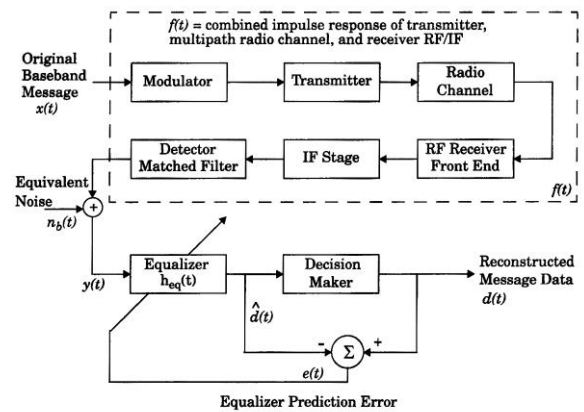 f(t) = combined impulse response of transmitter,
multipath radio channel, and receiver RF/IF
Original
Baseband
Message
x(t)
Modulator
Transmitter
Radio
Channel
Detector
Matched Filter
IF Stage
RF Receiver
Front End
f(t)
Equivalent
Noise
n_b(t)
+
y(t)
Equalizer
h_eq(t)
Decision
Maker
Reconstructed
Message Data
d(t)
d̂(t)
-
Σ
+
e(t)
Equalizer Prediction Error